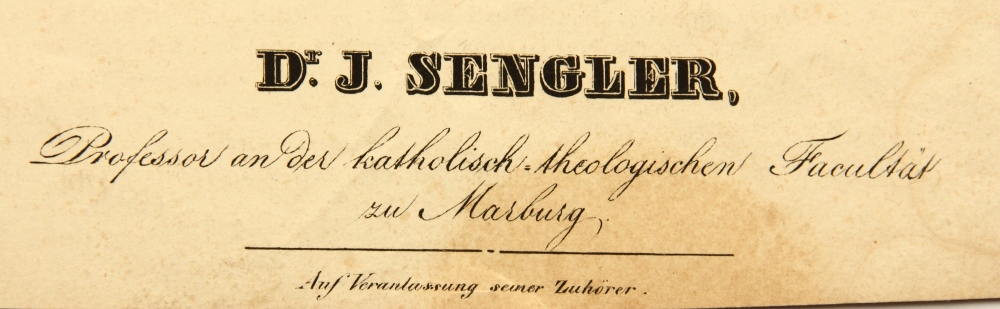 Dr. J. SENGLER,
Professor an der katholisch-theologischen Facultät
zu Marburg.
Auf Veranlassung seiner Zuhörer.